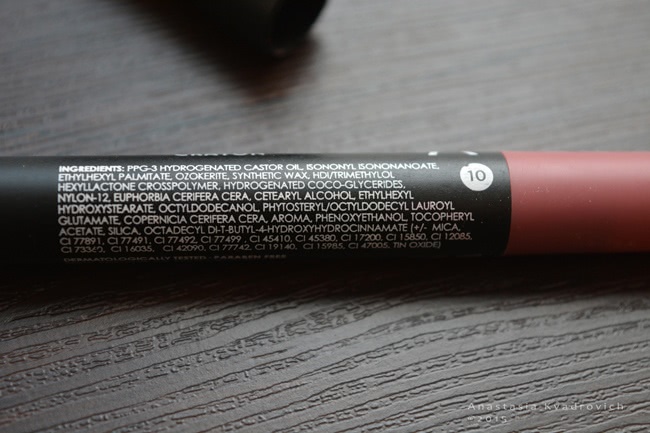 INGREDIENTS: PPG-3 HYDROGENATED CASTOR OIL, ISONONYL ISONONANOATE,
ETHYLHEXYL PALMITATE, OZOKERITE, SYNTHETIC WAX, HDI/TRIMETHYLOL
HEXYLLACTONE CROSSPOLYMER, HYDROGENATED COCO-GLYCERIDES,
NYLON-12, EUPHORBIA CERIFERA CERA, CETEARYL ALCOHOL, ETHYLHEXYL
HYDROXYSTEARATE, OCTYLDODECANOL, PHYTOSTERYL/OCTYLDODECYL LAUROYL
GLUTAMATE, COPERNICIA CERIFERA CERA, AROMA, PHENOXYETHANOL, TOCOPHERYL
ACETATE, SILICA, OCTADECYL DI-T-BUTYL-4-HYDROXYHYDROCINNAMATE (+/- MICA,
CI 77891, CI 77491, CI 77492, CI 77499, CI 45410, CI 45380, CI 17200, CI 15850, CI 12085,
CI 73360, CI 16035, CI 42090, CI 77742, CI 19140, CI 15985, CI 47005, TIN OXIDE)
DERMATOLOGICALLY TESTED · PARABEN FREE
10
Anastasia Kvadrovich
©2015